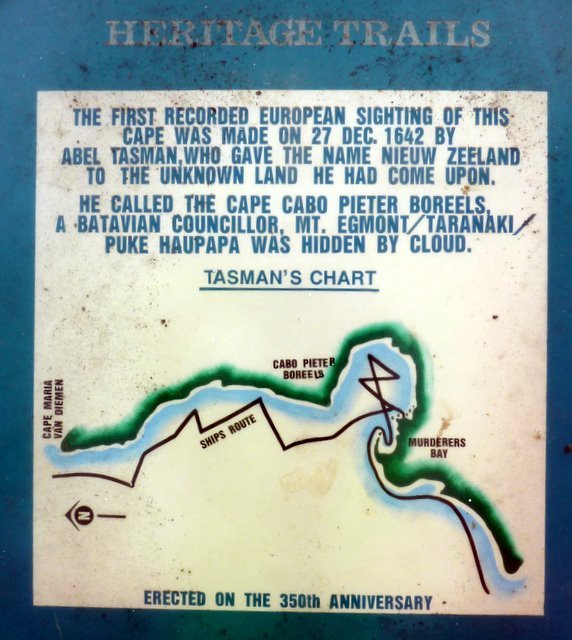 HERITAGE TRAILS
THE FIRST RECORDED EUROPEAN SIGHTING OF THIS
CAPE WAS MADE ON 27 DEC. 1642 BY
ABEL TASMAN, WHO GAVE THE NAME NIEUW ZEELAND
TO THE UNKNOWN LAND HE HAD COME UPON.
HE CALLED THE CAPE CABO PIETER BOREELS,
A BATAVIAN COUNCILLOR, MT. EGMONT/TARANAKI/
PUKE HAUPAPA WAS HIDDEN BY CLOUD.
TASMAN'S CHART
CABO PIETER
BOREELS
CAPE MARIA
VAN DIEMEN
SHIPS ROUTE
MURDERERS
BAY
N
ERECTED ON THE 350th ANNIVERSARY